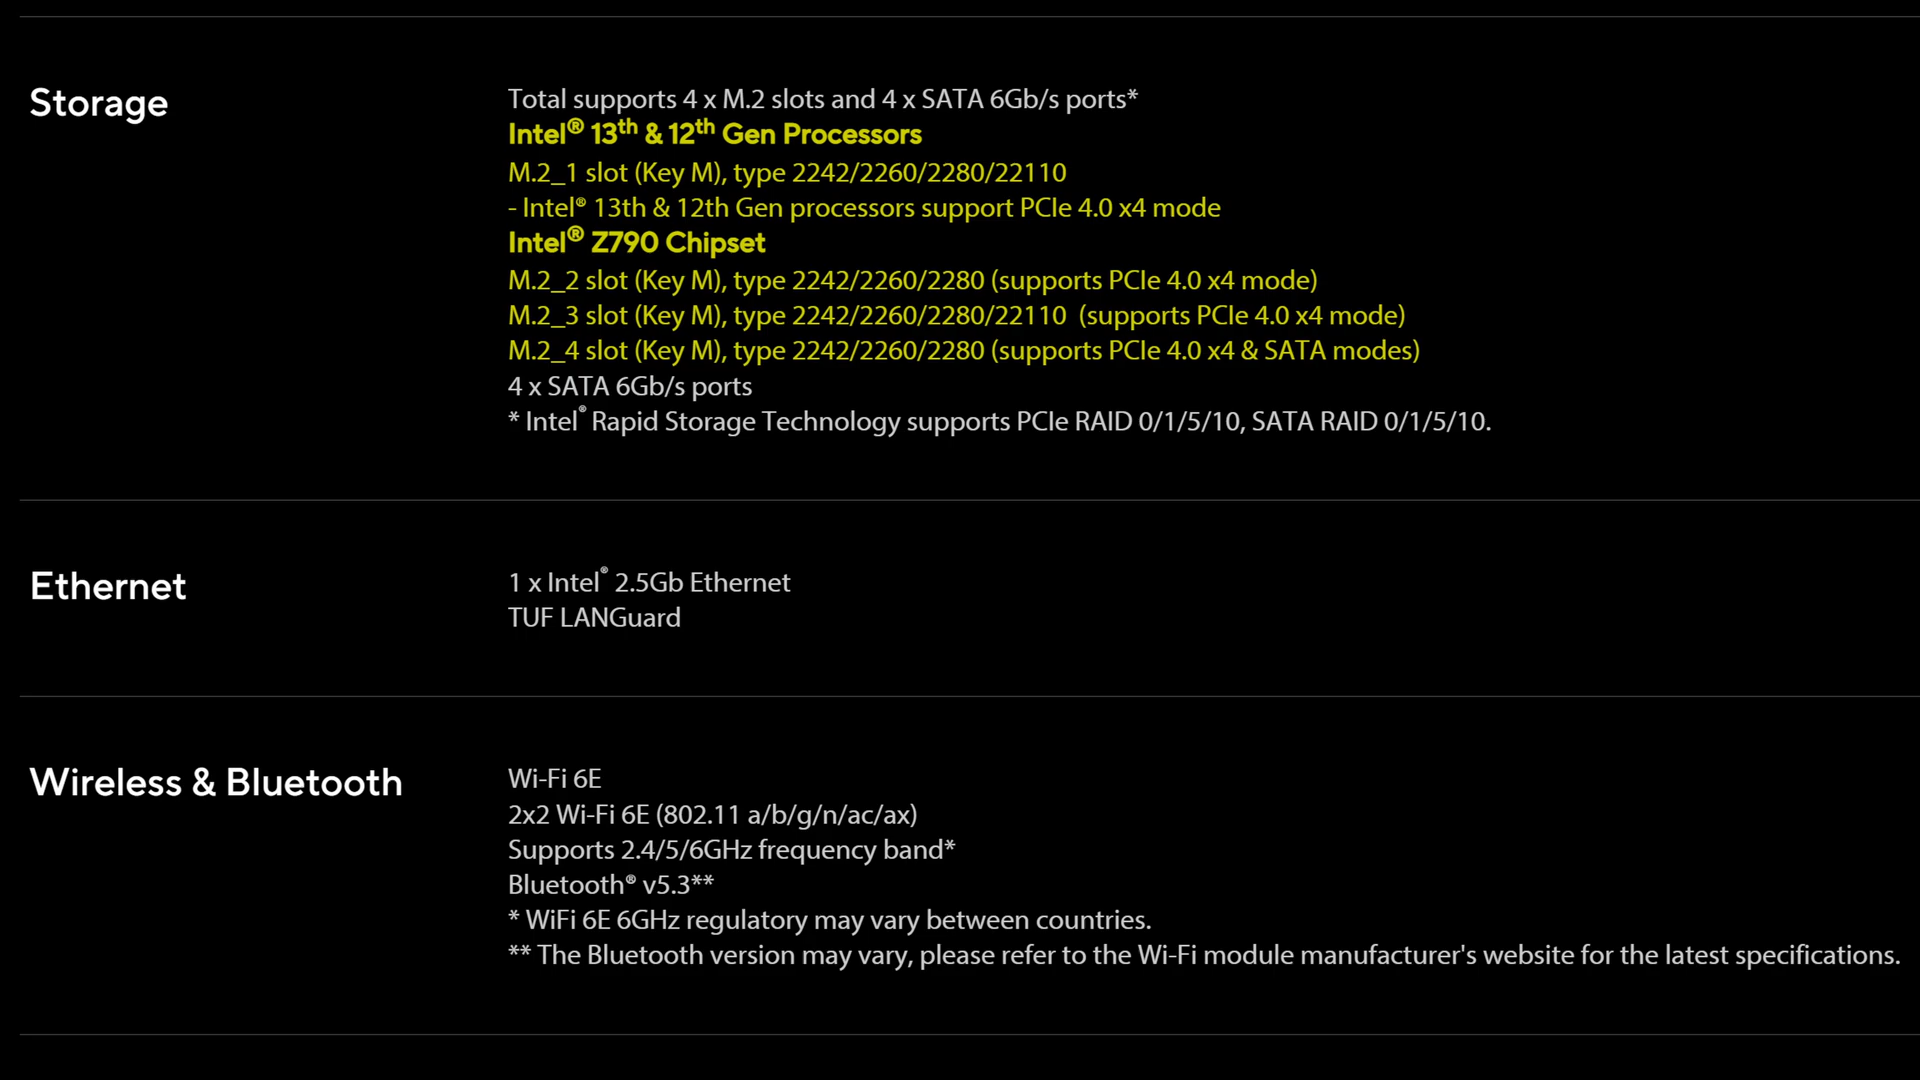 Storage
Total supports 4 x M.2 slots and 4 x SATA 6Gb/s ports*
Intel® 13th & 12th Gen Processors
M.2_1 slot (Key M), type 2242/2260/2280/22110
- Intel® 13th & 12th Gen processors support PCIe 4.0 x4 mode
Intel® Z790 Chipset
M.2_2 slot (Key M), type 2242/2260/2280 (supports PCIe 4.0 x4 mode)
M.2_3 slot (Key M), type 2242/2260/2280/22110 (supports PCIe 4.0 x4 mode)
M.2_4 slot (Key M), type 2242/2260/2280 (supports PCIe 4.0 x4 & SATA modes)
4 x SATA 6Gb/s ports
* Intel® Rapid Storage Technology supports PCIe RAID 0/1/5/10, SATA RAID 0/1/5/10.
Ethernet
1 x Intel® 2.5Gb Ethernet
TUF LANGuard
Wireless & Bluetooth
Wi-Fi 6E
2x2 Wi-Fi 6E (802.11 a/b/g/n/ac/ax)
Supports 2.4/5/6GHz frequency band*
Bluetooth® v5.3**
* WiFi 6E 6GHz regulatory may vary between countries.
** The Bluetooth version may vary, please refer to the Wi-Fi module manufacturer's website for the latest specifications.